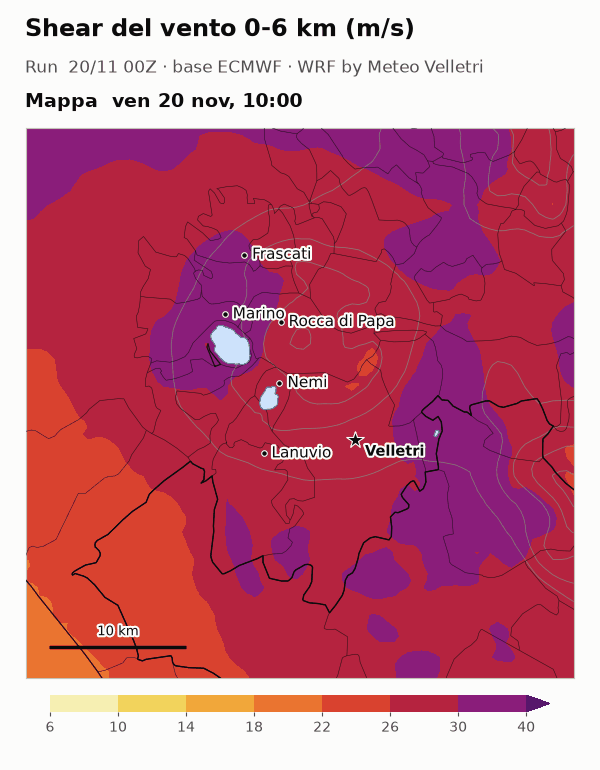 Shear del vento 0-6 km (m/s)
Run  20/11 00Z · base ECMWF · WRF by Meteo Velletri
Mappa  ven 20 nov, 10:00
Frascati
Marino
Rocca di Papa
Nemi
Velletri
Lanuvio
10 km
6 10 14 18 22 26 30 40